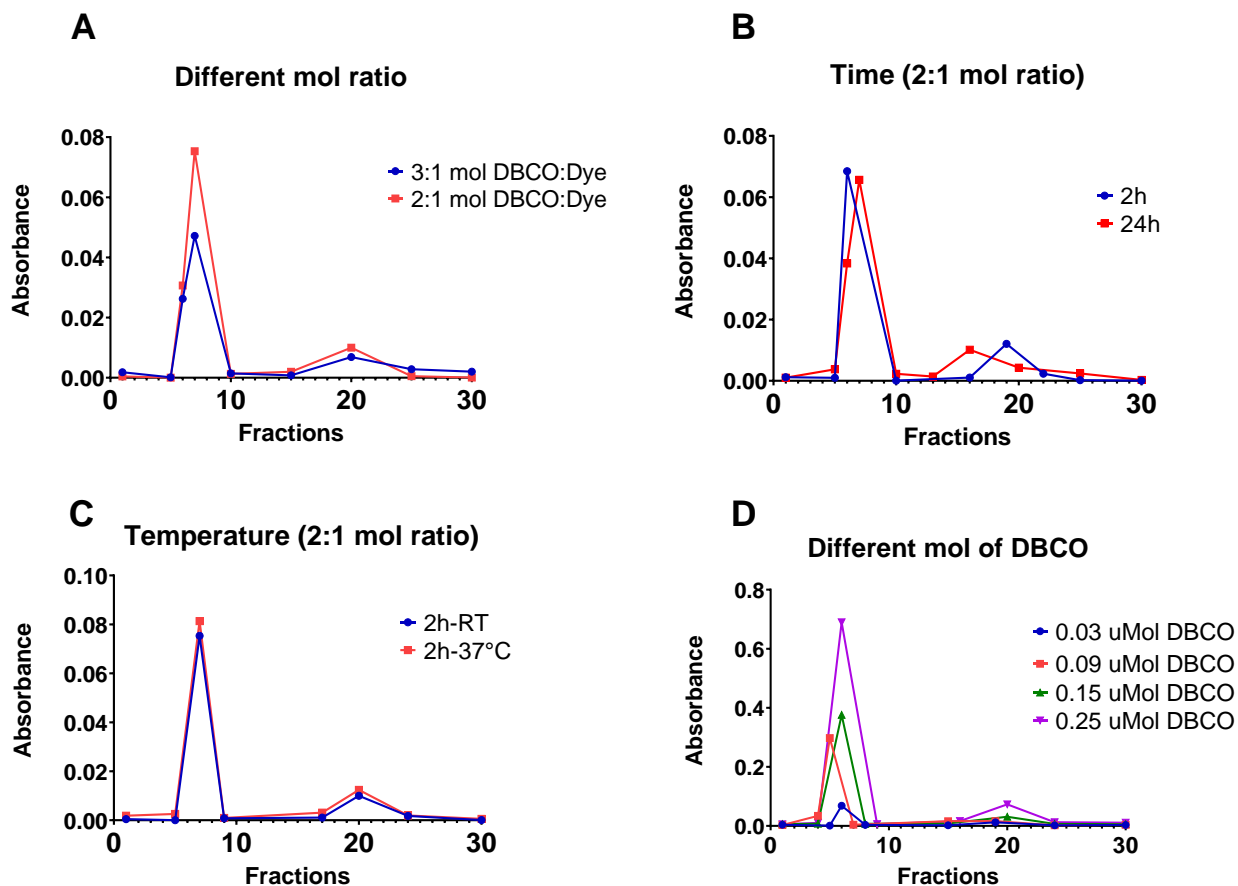 A
Different mol ratio
Absorbance
0.08
0.06
0.04
0.02
0.00
0 10 20 30
Fractions
3:1 mol DBCO:Dye
2:1 mol DBCO:Dye
B
Time (2:1 mol ratio)
Absorbance
0.08
0.06
0.04
0.02
0.00
0 10 20 30
Fractions
2h
24h
C
Temperature (2:1 mol ratio)
Absorbance
0.10
0.08
0.06
0.04
0.02
0.00
0 10 20 30
Fractions
2h-RT
2h-37°C
D
Different mol of DBCO
Absorbance
0.8
0.6
0.4
0.2
0.0
0 10 20 30
Fractions
0.03 uMol DBCO
0.09 uMol DBCO
0.15 uMol DBCO
0.25 uMol DBCO